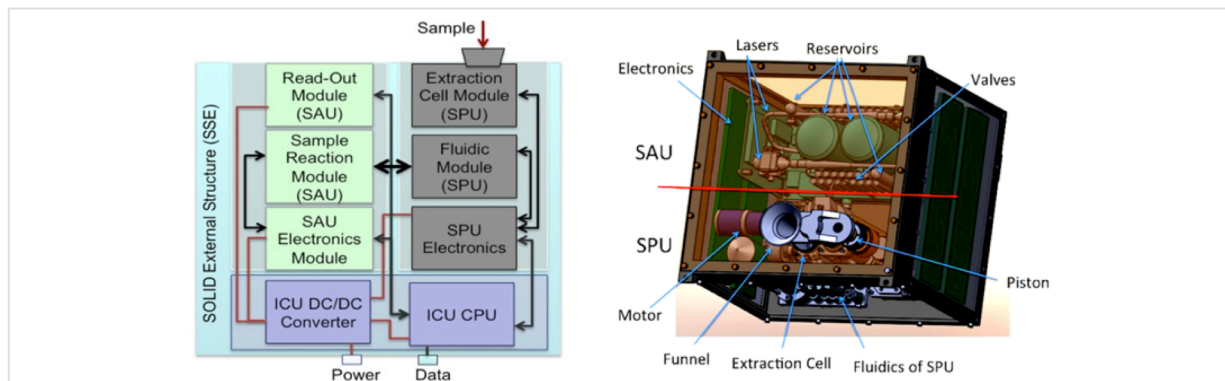 SOLID External Structure (SSE)
Sample
Read-Out
Module
(SAU)
Extraction
Cell Module
(SPU)
Sample
Reaction
Module
(SAU)
Fluidic
Module
(SPU)
SAU
Electronics
Module
SPU
Electronics
ICU DC/DC
Converter
ICU CPU
Power
Data
Lasers
Reservoirs
Electronics
Valves
SAU
SPU
Piston
Motor
Funnel
Extraction Cell
Fluidics of SPU